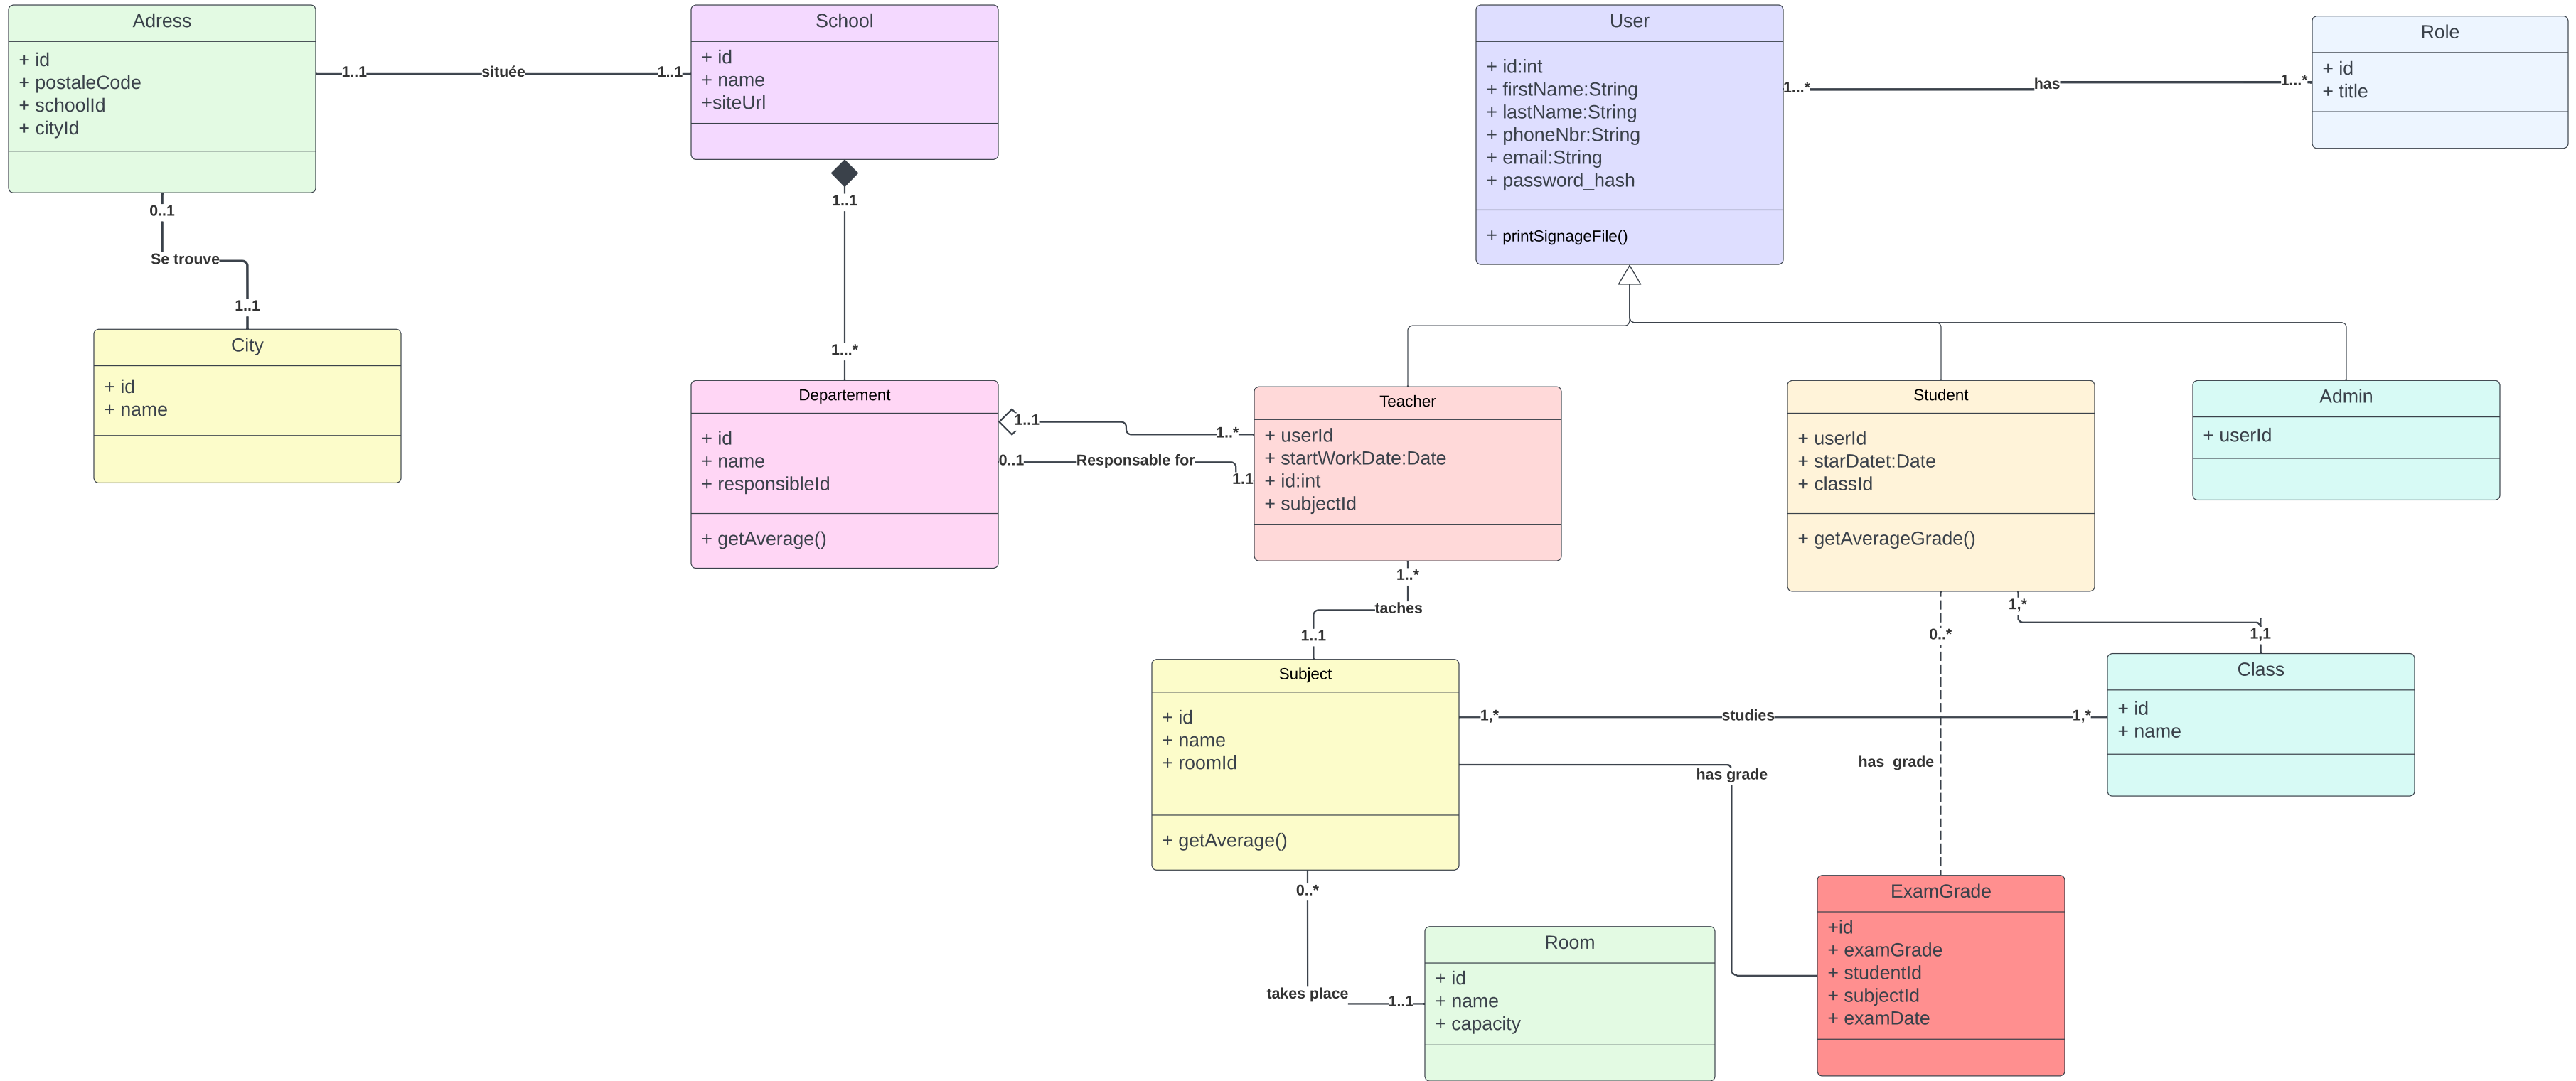 Adress
+ id
+ postaleCode
+ schoolId
+ cityId
1..1
située
1..1
School
+ id
+ name
+siteUrl
User
+ id:int
+ firstName:String
+ lastName:String
+ phoneNbr:String
+ email:String
+ password_hash
+ printSignageFile()
1...*
has
1...*
Role
+ id
+ title
0..1
Se trouve
1..1
City
+ id
+ name
1..1
1...*
Departement
+ id
+ name
+ responsibleId
+ getAverage()
1..1
1..*
0..1
Responsable for
1.1
Teacher
+ userId
+ startWorkDate:Date
+ id:int
+ subjectId
Student
+ userId
+ starDatet:Date
+ classId
+ getAverageGrade()
Admin
+ userId
1..*
taches
1..1
0..*
1,*
1,1
Subject
+ id
+ name
+ roomId
+ getAverage()
1,*
studies
1,*
Class
+ id
+ name
has grade
has  grade
0..*
takes place
1..1
Room
+ id
+ name
+ capacity
ExamGrade
+id
+ examGrade
+ studentId
+ subjectId
+ examDate